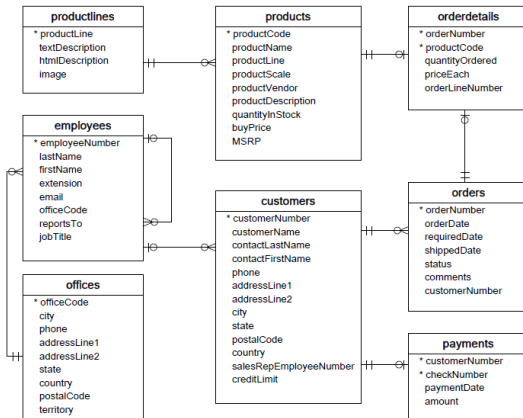 productlines
* productLine
textDescription
htmlDescription
image
products
* productCode
productName
productLine
productScale
productVendor
productDescription
quantityInStock
buyPrice
MSRP
orderdetails
* orderNumber
* productCode
quantityOrdered
priceEach
orderLineNumber
employees
* employeeNumber
lastName
firstName
extension
email
officeCode
reportsTo
jobTitle
customers
* customerNumber
customerName
contactLastName
contactFirstName
phone
addressLine1
addressLine2
city
state
postalCode
country
salesRepEmployeeNumber
creditLimit
orders
* orderNumber
orderDate
requiredDate
shippedDate
status
comments
customerNumber
offices
* officeCode
city
phone
addressLine1
addressLine2
state
country
postalCode
territory
payments
* customerNumber
* checkNumber
paymentDate
amount